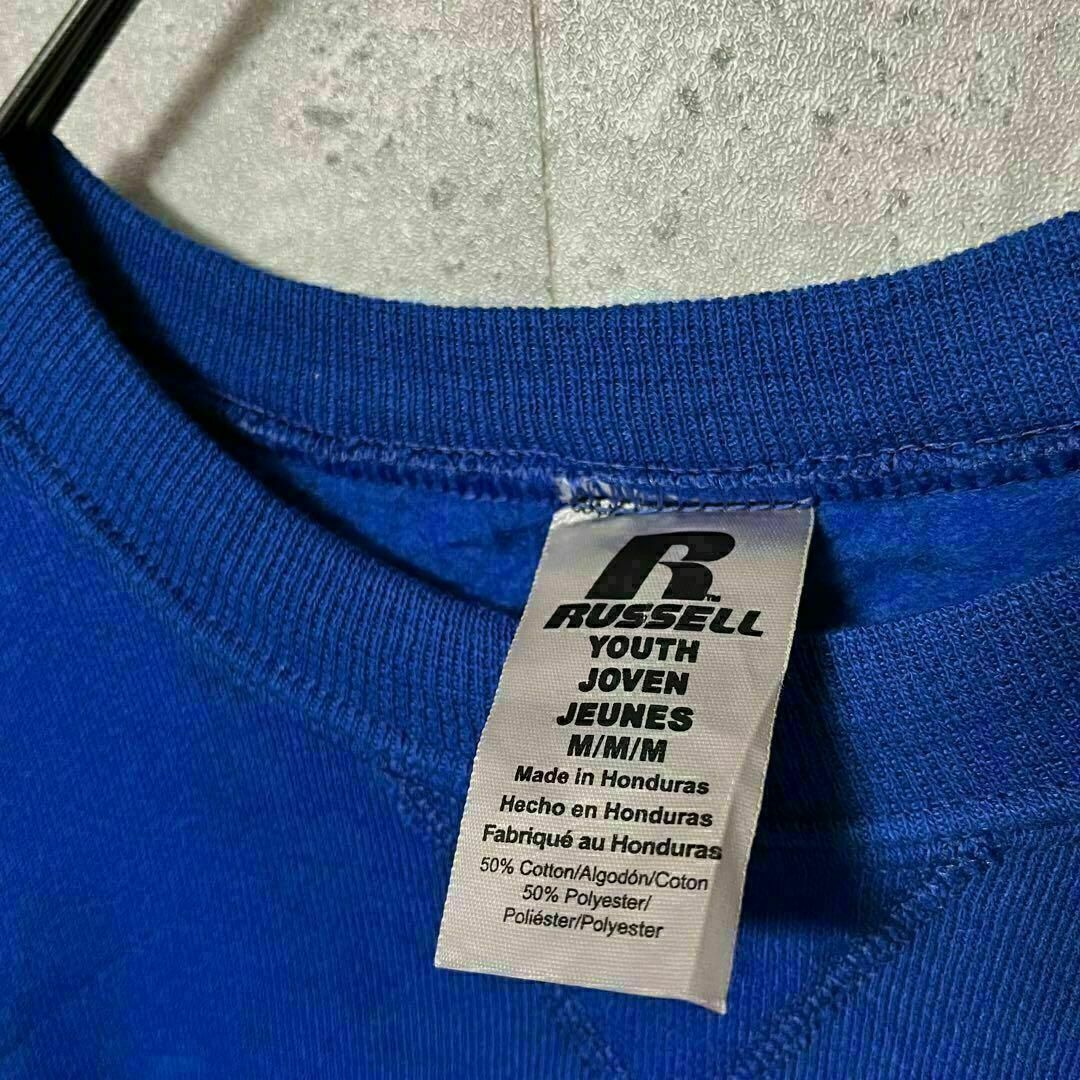 R™
RUSSELL
YOUTH
JOVEN
JEUNES
M/M/M
Made in Honduras
Hecho en Honduras
Fabriqué au Honduras
50% Cotton/Algodón/Coton
50% Polyester/
Poliéster/Polyester